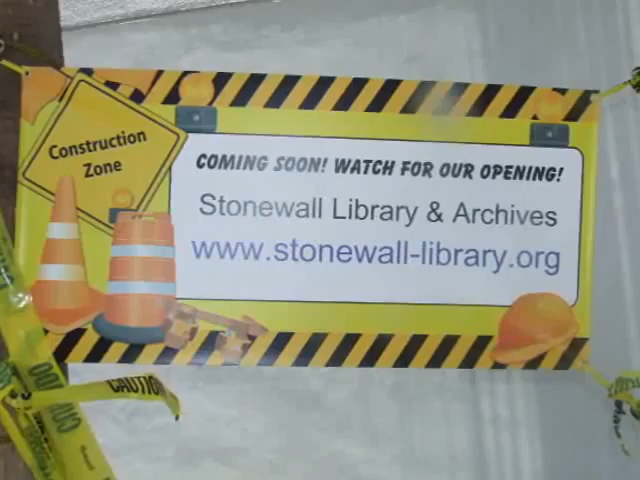 Construction
Zone
COMING SOON! WATCH FOR OUR OPENING!
Stonewall Library & Archives
www.stonewall-library.org
CAUTION